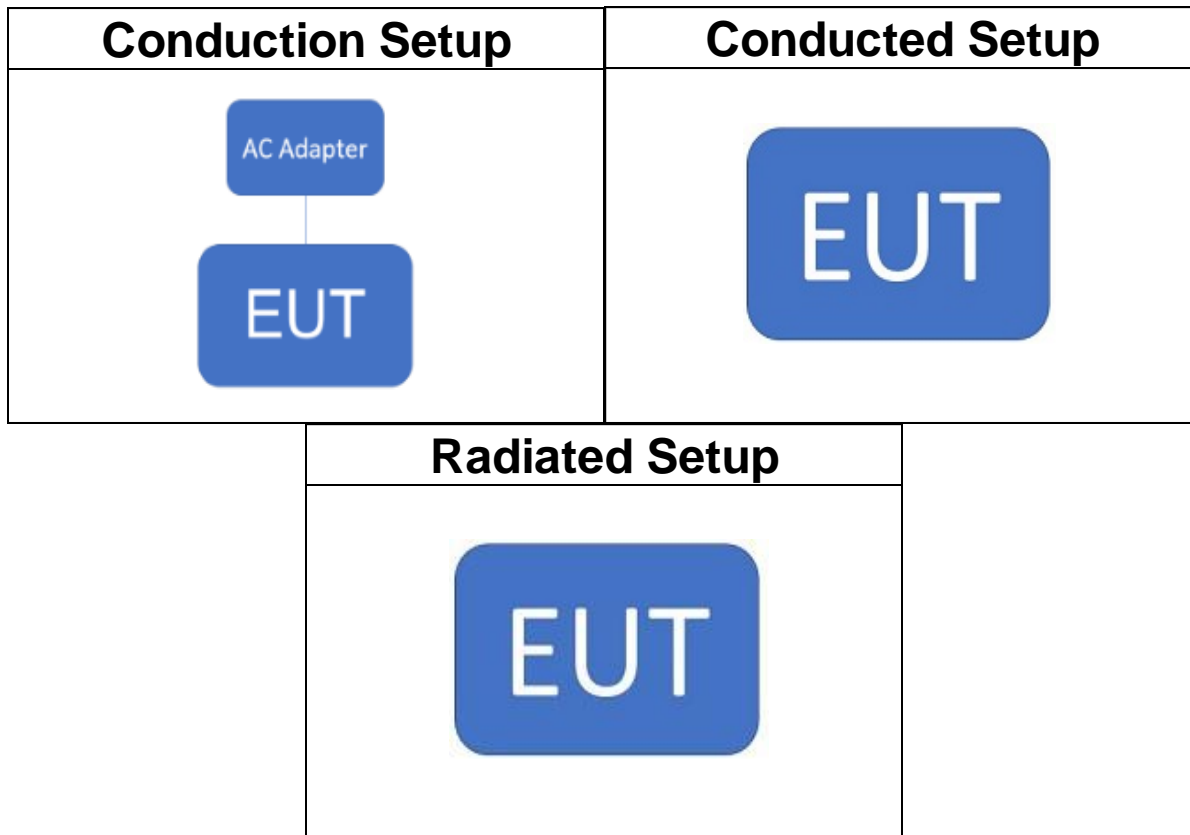 Conduction Setup
Conducted Setup
AC Adapter
EUT
EUT
Radiated Setup
EUT